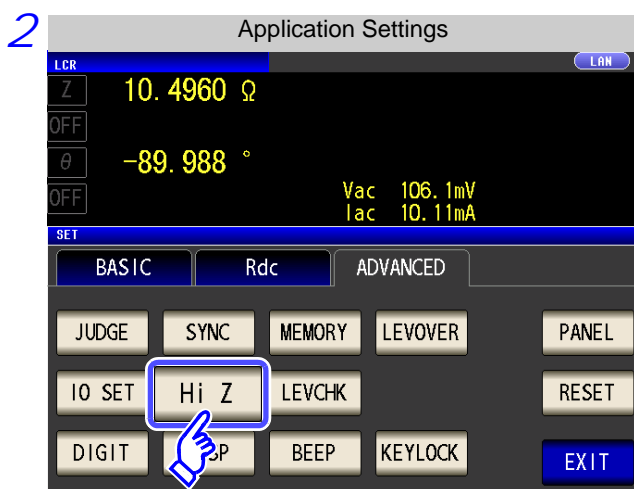 2
Application Settings
LCR
LAN
Z 10.4960 Ω
OFF
θ -89.988 °
OFF
Vac 106.1mV
Iac 10.11mA
SET
BASIC Rdc ADVANCED
JUDGE SYNC MEMORY LEVOVER PANEL
IO SET Hi Z LEVCHK RESET
DIGIT BEEP KEYLOCK EXIT